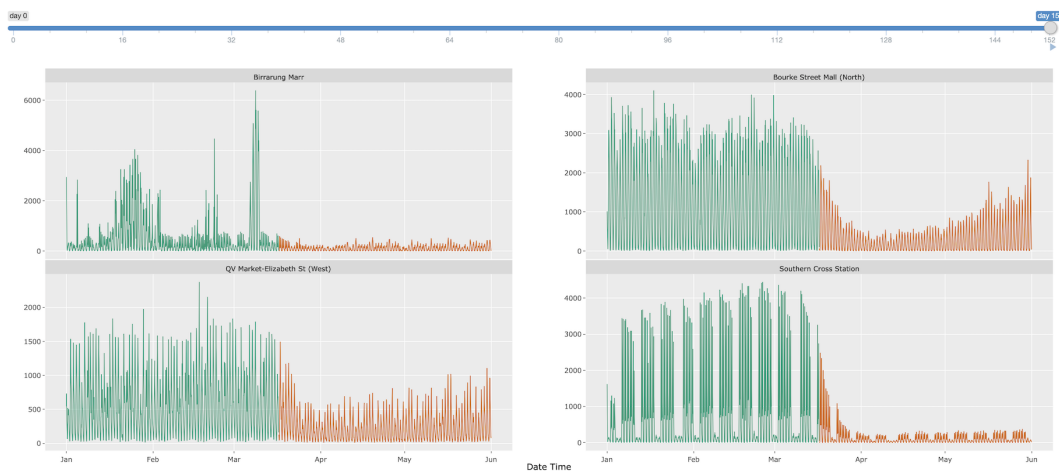 day 0
day 15
0 16 32 48 64 80 96 112 128 144 152
Birrarung Marr
6000
4000
2000
0
Bourke Street Mall (North)
4000
3000
2000
1000
0
QV Market-Elizabeth St (West)
2000
1500
1000
500
0
Southern Cross Station
4000
3000
2000
1000
0
Jan Feb Mar Apr May Jun
Jan Feb Mar Apr May Jun
Date Time